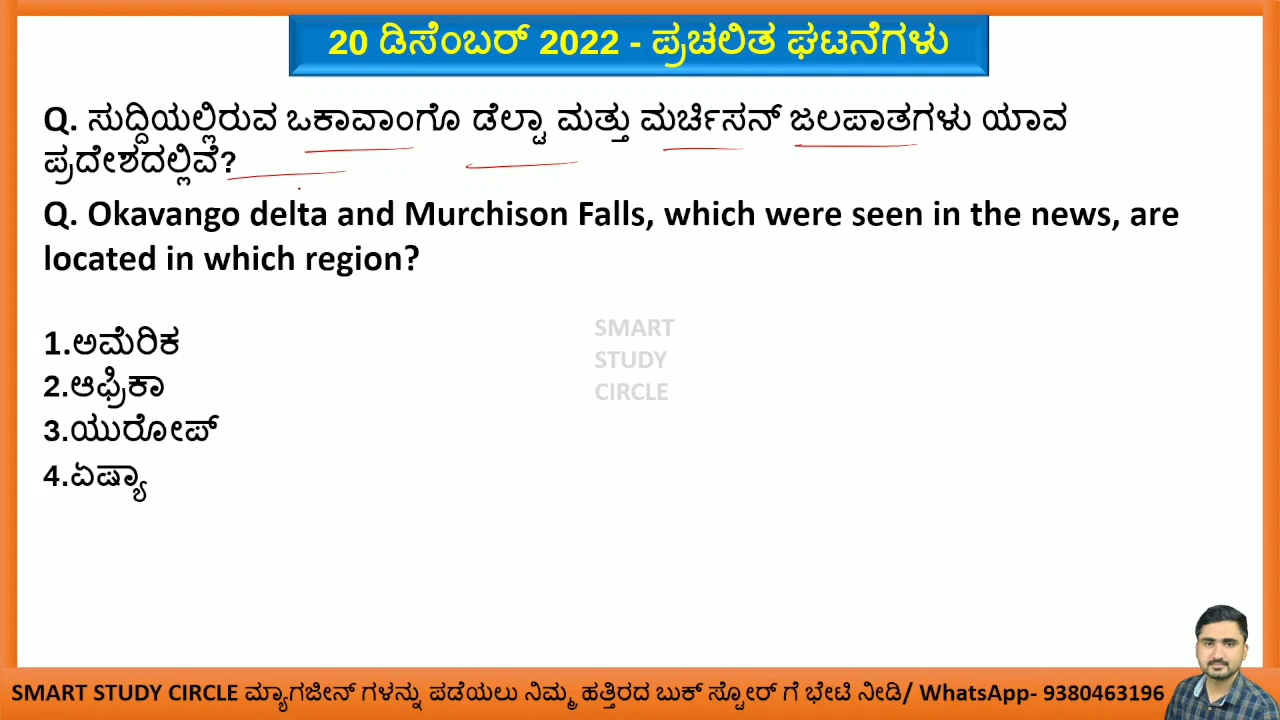 20 ಡಿಸೆಂಬರ್ 2022 - ಪ್ರಚಲಿತ ಘಟನೆಗಳು
Q. ಸುದ್ದಿಯಲ್ಲಿರುವ ಒಕಾವಾಂಗೊ ಡೆಲ್ಟಾ ಮತ್ತು ಮರ್ಚಿಸನ್ ಜಲಪಾತಗಳು ಯಾವ
ಪ್ರದೇಶದಲ್ಲಿವೆ?
Q. Okavango delta and Murchison Falls, which were seen in the news, are
located in which region?
1.ಅಮೆರಿಕ
2.ಆಫ್ರಿಕಾ
3.ಯುರೋಪ್
4.ಏಷ್ಯಾ
SMART
STUDY
CIRCLE
SMART STUDY CIRCLE ಮ್ಯಾಗಜೀನ್ ಗಳನ್ನು ಪಡೆಯಲು ನಿಮ್ಮ ಹತ್ತಿರದ ಬುಕ್ ಸ್ಟೋರ್ ಗೆ ಭೇಟಿ ನೀಡಿ/ WhatsApp- 9380463196